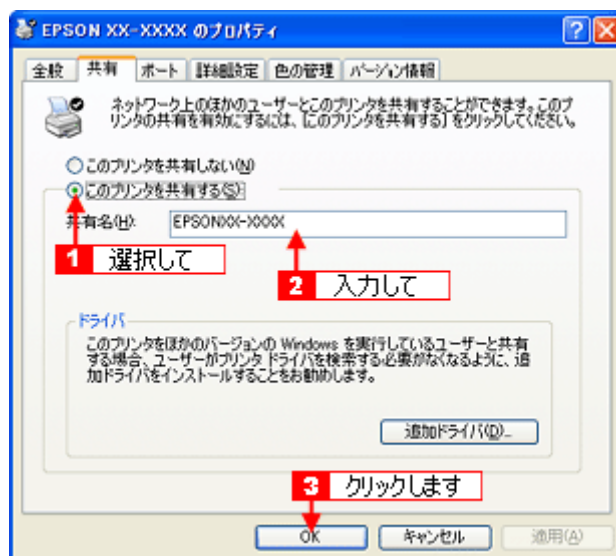 EPSON XX-XXXX のプロパティ
全般 共有 ポート 詳細設定 色の管理 バージョン情報
ネットワーク上のほかのユーザーとこのプリンタを共有することができます。このプ
リンタの共有を有効にするには、[このプリンタを共有する] をクリックしてください。
このプリンタを共有しない(N)
このプリンタを共有する(S)
共有名(H): EPSONXX-XXXX
1 選択して
2 入力して
ドライバ
このプリンタをほかのバージョンの Windows を実行しているユーザーと共有
する場合、ユーザーがプリンタ ドライバを検索する必要がなくなるように、追
加ドライバをインストールすることをお勧めします。
追加ドライバ(D)...
3 クリックします
OK キャンセル 適用(A)